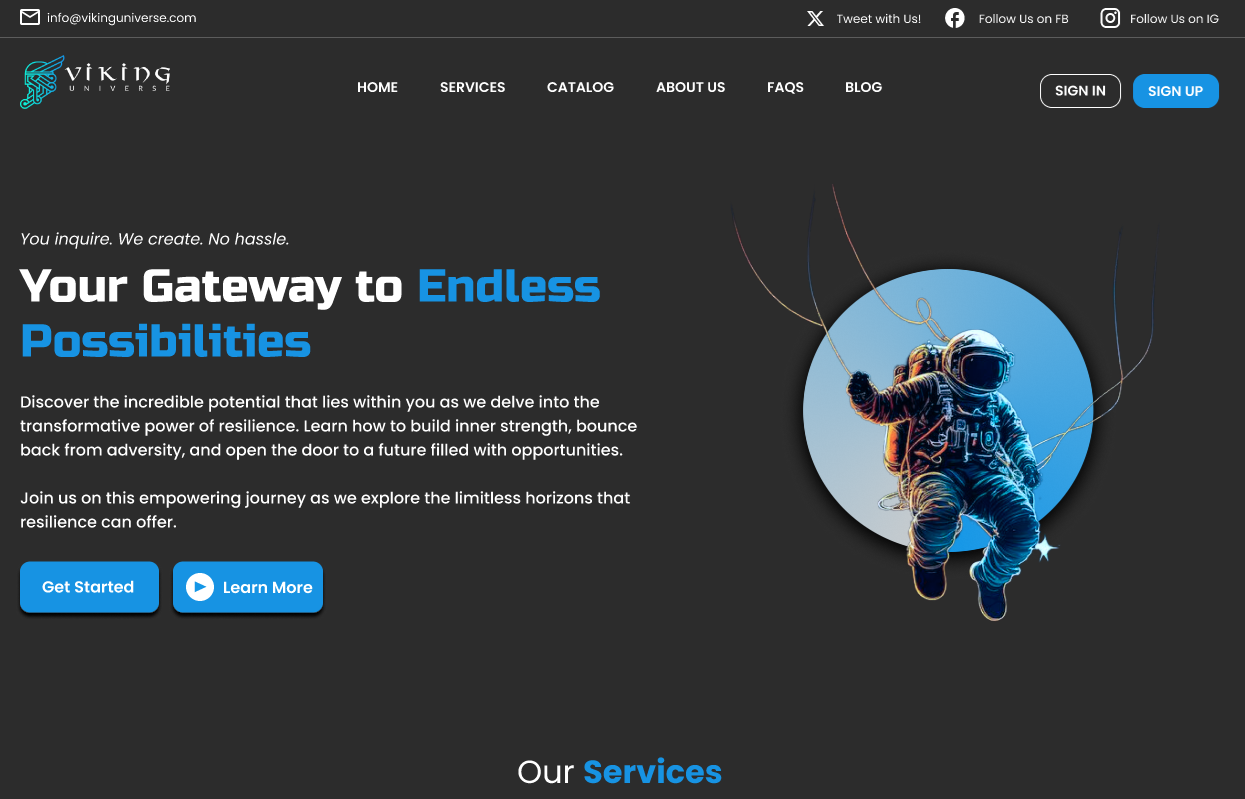 info@vikinguniverse.com
Tweet with Us!
Follow Us on FB
Follow Us on IG
ViKiNG
UNIVERSE
HOME
SERVICES
CATALOG
ABOUT US
FAQS
BLOG
SIGN IN
SIGN UP
You inquire. We create. No hassle.
Your Gateway to Endless
Possibilities
Discover the incredible potential that lies within you as we delve into the
transformative power of resilience. Learn how to build inner strength, bounce
back from adversity, and open the door to a future filled with opportunities.
Join us on this empowering journey as we explore the limitless horizons that
resilience can offer.
Get Started
Learn More
Our Services